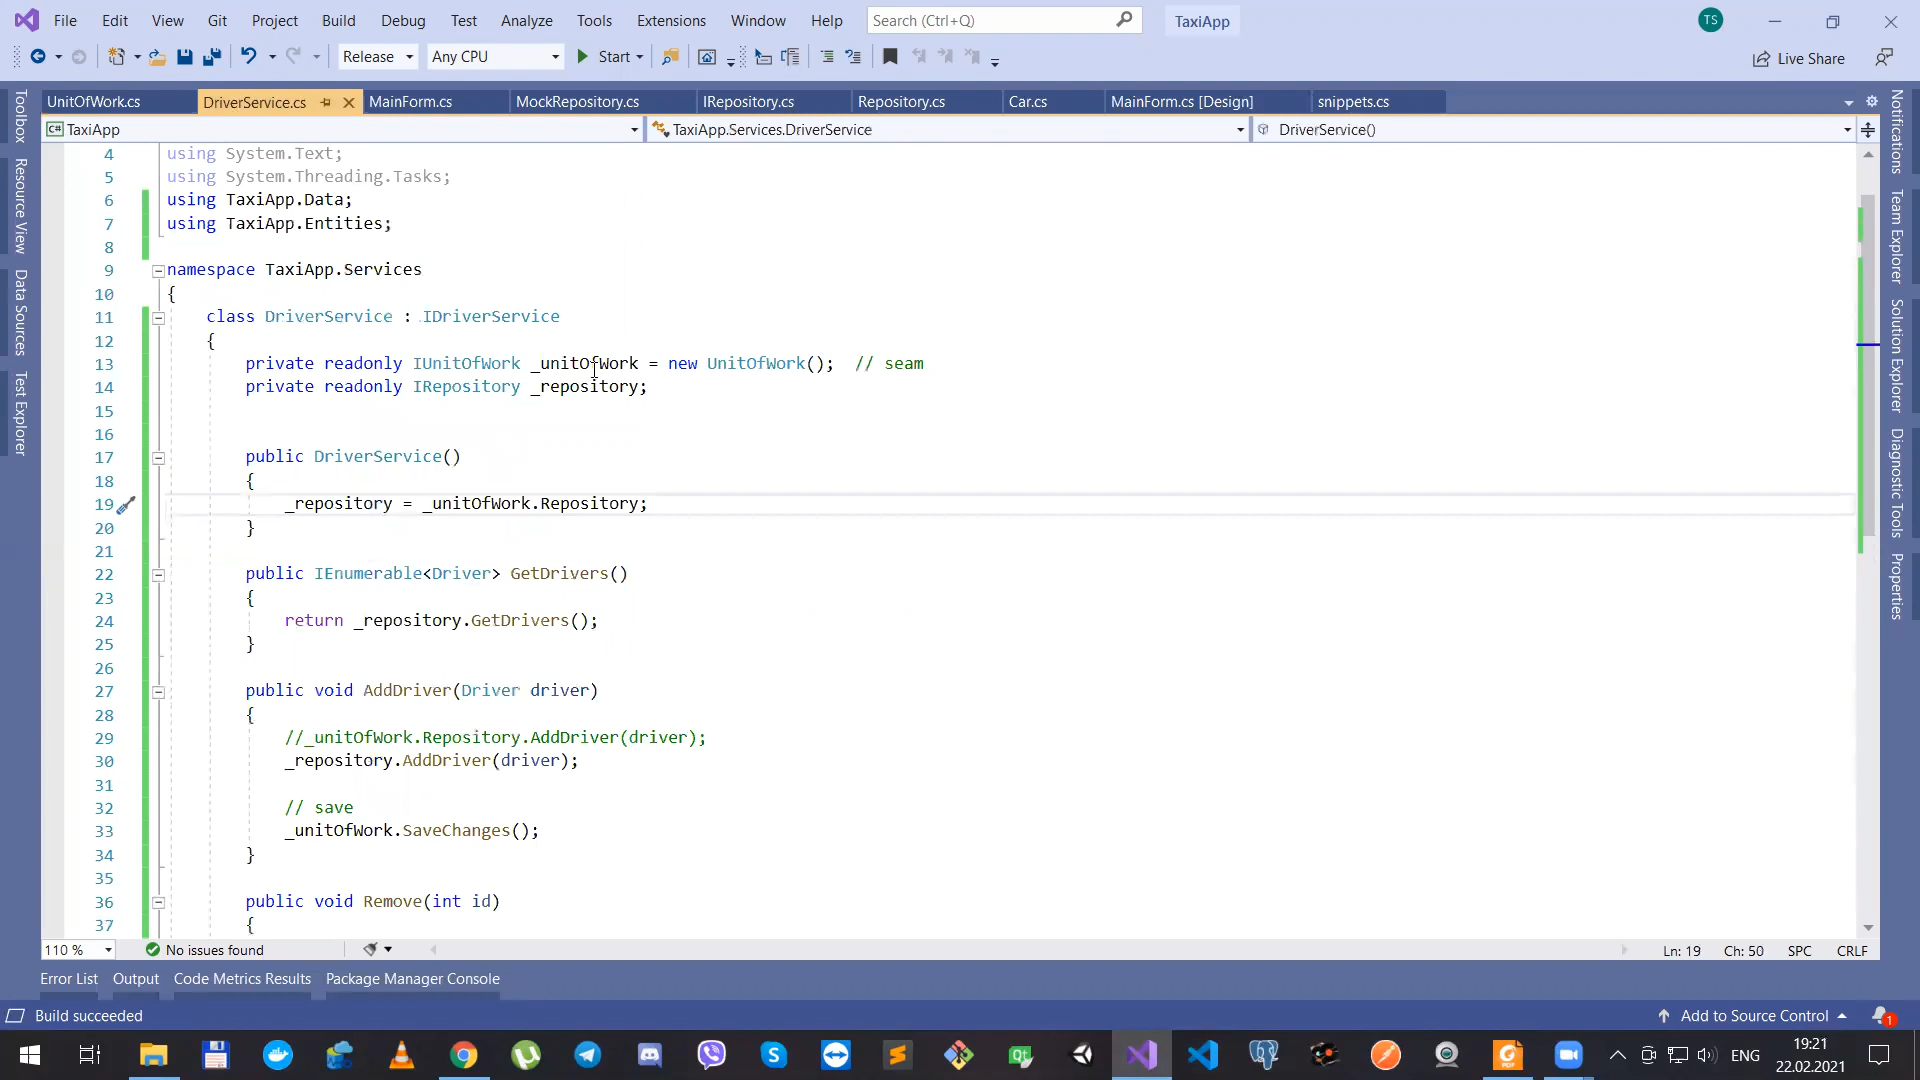 File Edit View Git Project Build Debug Test Analyze Tools Extensions Window Help Search (Ctrl+Q) TaxiApp TS
Release Any CPU Start Live Share
UnitOfWork.cs DriverService.cs MainForm.cs MockRepository.cs IRepository.cs Repository.cs Car.cs MainForm.cs [Design] snippets.cs
C# TaxiApp TaxiApp.Services.DriverService DriverService()
Toolbox
Resource View
Data Sources
Test Explorer
4 using System.Text;
5 using System.Threading.Tasks;
6 using TaxiApp.Data;
7 using TaxiApp.Entities;
8
9 namespace TaxiApp.Services
10 {
11 class DriverService : IDriverService
12 {
13 private readonly IUnitOfWork _unitOfWork = new UnitOfWork(); // seam
14 private readonly IRepository _repository;
15
16
17 public DriverService()
18 {
19 _repository = _unitOfWork.Repository;
20 }
21
22 public IEnumerable<Driver> GetDrivers()
23 {
24 return _repository.GetDrivers();
25 }
26
27 public void AddDriver(Driver driver)
28 {
29 //_unitOfWork.Repository.AddDriver(driver);
30 _repository.AddDriver(driver);
31
32 // save
33 _unitOfWork.SaveChanges();
34 }
35
36 public void Remove(int id)
37 {
Notifications
Team Explorer
Solution Explorer
Diagnostic Tools
Properties
110 % No issues found Ln: 19 Ch: 50 SPC CRLF
Error List Output Code Metrics Results Package Manager Console
Build succeeded Add to Source Control 1
ENG 19:21
22.02.2021